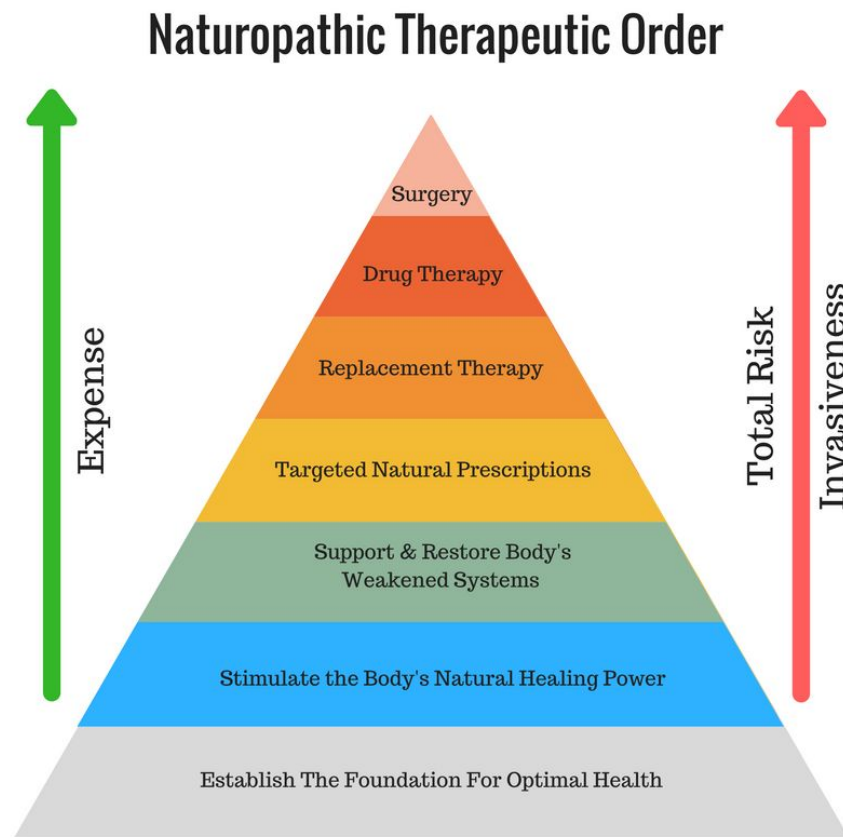 Naturopathic Therapeutic Order
Surgery
Drug Therapy
Replacement Therapy
Targeted Natural Prescriptions
Support & Restore Body's
Weakened Systems
Stimulate the Body's Natural Healing Power
Establish The Foundation For Optimal Health
Expense
Total Risk
Invasiveness